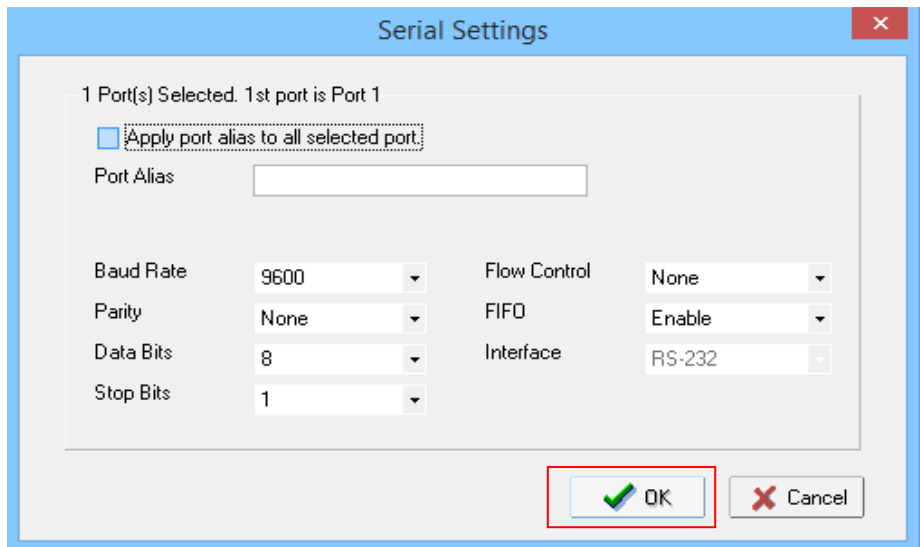 Serial Settings
1 Port(s) Selected. 1st port is Port 1
Apply port alias to all selected port.
Port Alias
Baud Rate 9600 Flow Control None
Parity None FIFO Enable
Data Bits 8 Interface RS-232
Stop Bits 1
OK Cancel